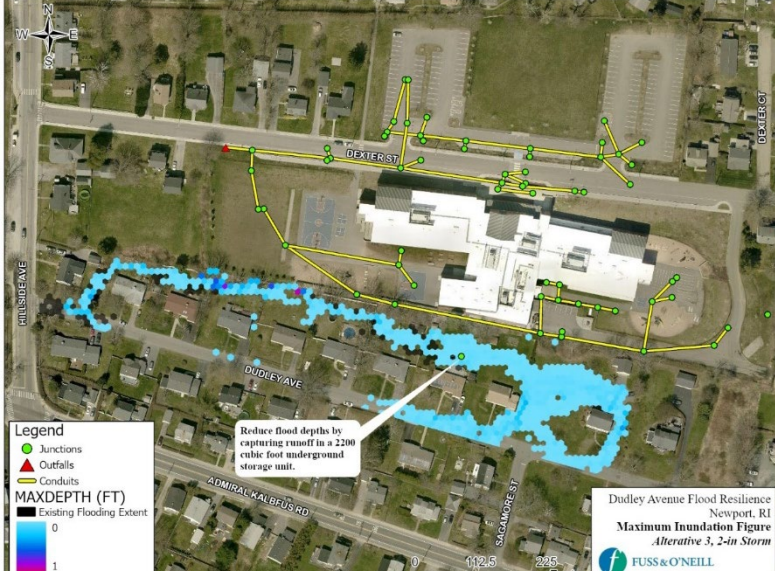 N
W E
S
DEXTER CT
DEXTER ST
HILLSIDE AVE
DUDLEY AVE
Reduce flood depths by
capturing runoff in a 2200
cubic foot underground
storage unit.
SAGAMORE ST
ADMIRAL KALBFUS RD
Legend
Junctions
Outfalls
Conduits
MAXDEPTH (FT)
Existing Flooding Extent
0
1
0 112.5 225
Dudley Avenue Flood Resilience
Newport, RI
Maximum Inundation Figure
Alterative 3, 2-in Storm
FUSS & O'NEILL